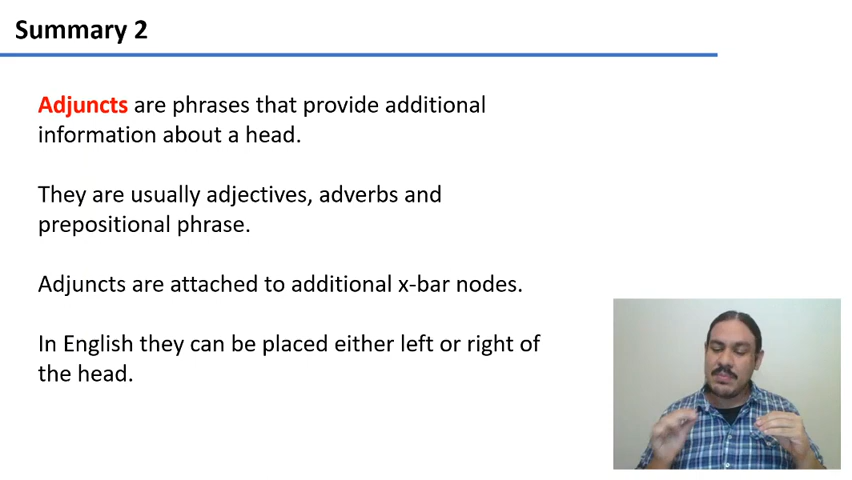 Summary 2
Adjuncts are phrases that provide additional
information about a head.
They are usually adjectives, adverbs and
prepositional phrase.
Adjuncts are attached to additional x-bar nodes.
In English they can be placed either left or right of
the head.